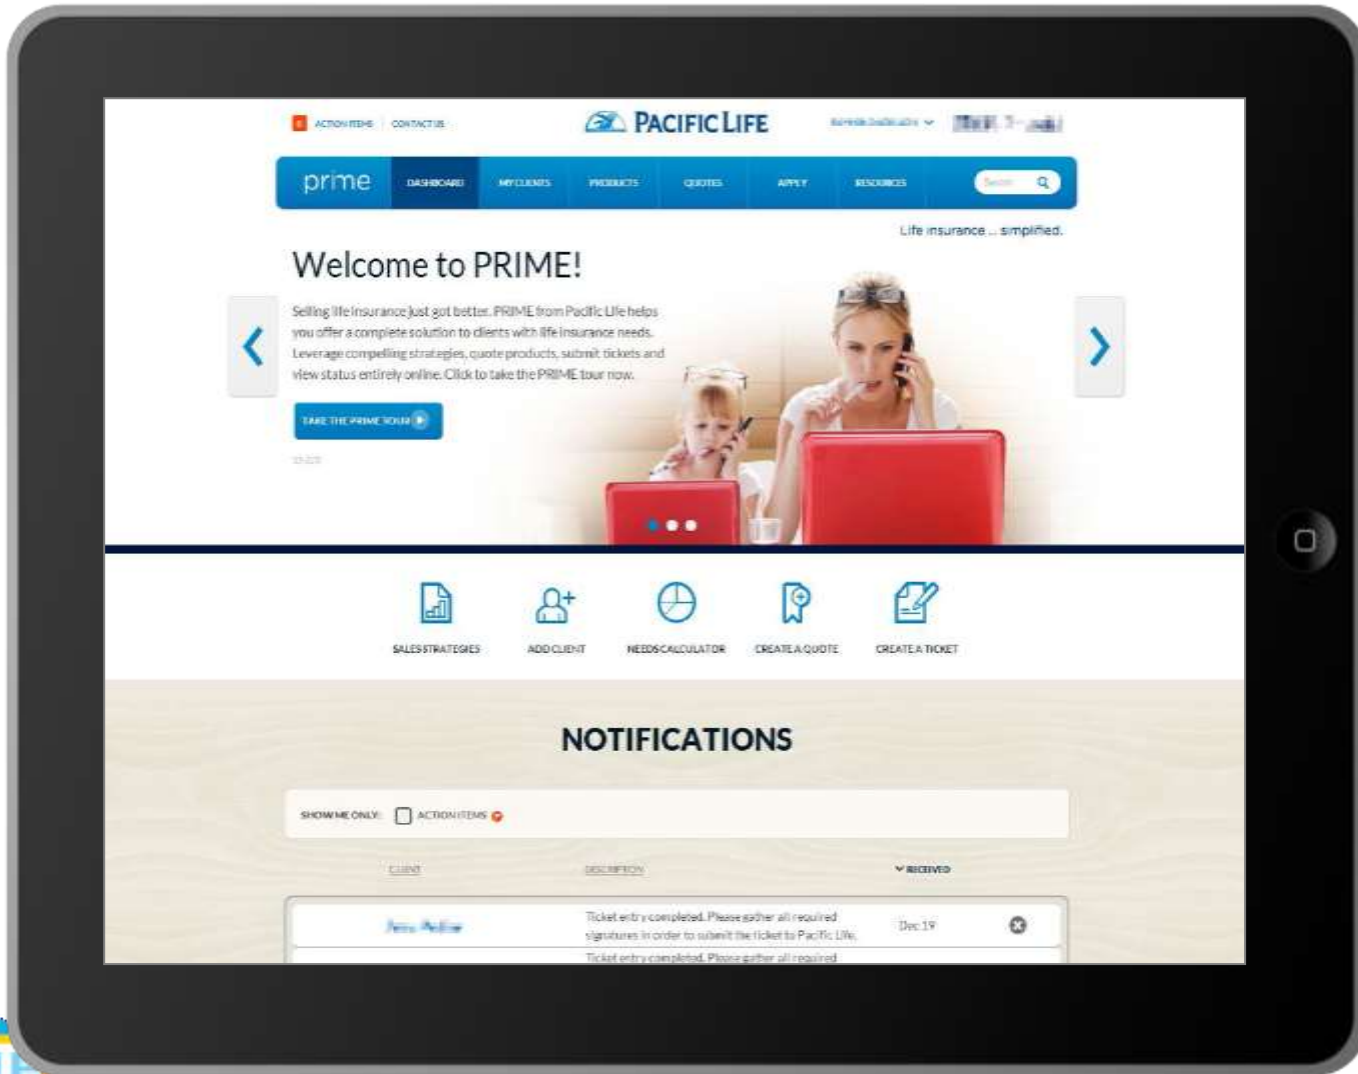 ACTION ITEMS
CONTACT US
PACIFIC LIFE
prime
DASHBOARD
MY CLIENTS
PRODUCTS
QUOTES
APPLY
RESOURCES
Search
Life insurance ... simplified.
Welcome to PRIME!
Selling life insurance just got better. PRIME from Pacific Life helps
you offer a complete solution to clients with life insurance needs.
Leverage compelling strategies, quote products, submit tickets and
view status entirely online. Click to take the PRIME tour now.
TAKE THE PRIME TOUR
SALES STRATEGIES
ADD CLIENT
NEEDS CALCULATOR
CREATE A QUOTE
CREATE A TICKET
NOTIFICATIONS
SHOW ME ONLY:
ACTION ITEMS
CLIENT
DESCRIPTION
RECEIVED
Ticket entry completed. Please gather all required
signatures in order to submit the ticket to Pacific Life.
Dec 19
Ticket entry completed. Please gather all required